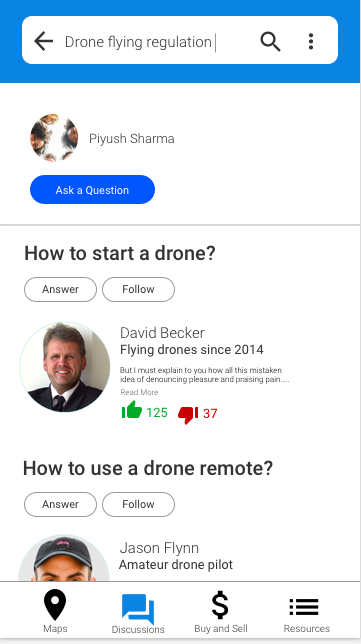 Drone flying regulation
Piyush Sharma
Ask a Question
How to start a drone?
Answer Follow
David Becker
Flying drones since 2014
But I must explain to you how all this mistaken
idea of denouncing pleasure and praising pain....
Read More
125 37
How to use a drone remote?
Answer Follow
Jason Flynn
Amateur drone pilot
Maps Discussions Buy and Sell Resources